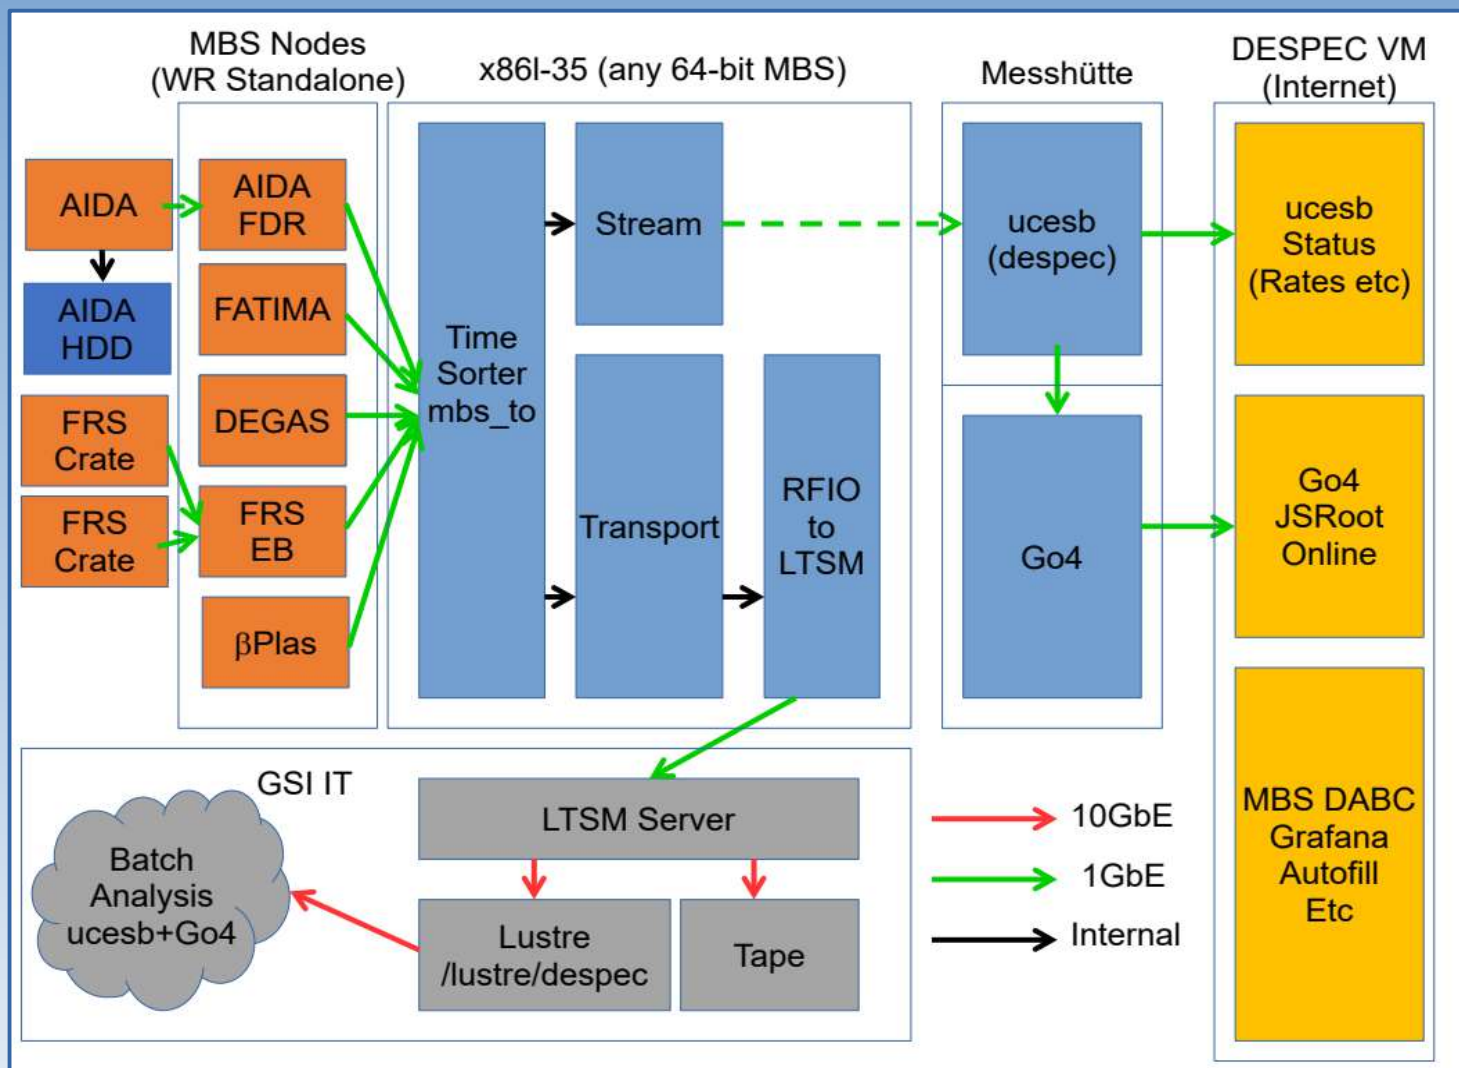 MBS Nodes
(WR Standalone)
x86l-35 (any 64-bit MBS)
Messhütte
DESPEC VM
(Internet)
AIDA
AIDA
HDD
FRS
Crate
FRS
Crate
AIDA
FDR
FATIMA
DEGAS
FRS
EB
βPlas
Time
Sorter
mbs_to
Stream
Transport
RFIO
to
LTSM
ucesb
(despec)
Go4
ucesb
Status
(Rates etc)
Go4
JSRoot
Online
MBS DABC
Grafana
Autofill
Etc
GSI IT
LTSM Server
Batch
Analysis
ucesb+Go4
Lustre
/lustre/despec
Tape
10GbE
1GbE
Internal